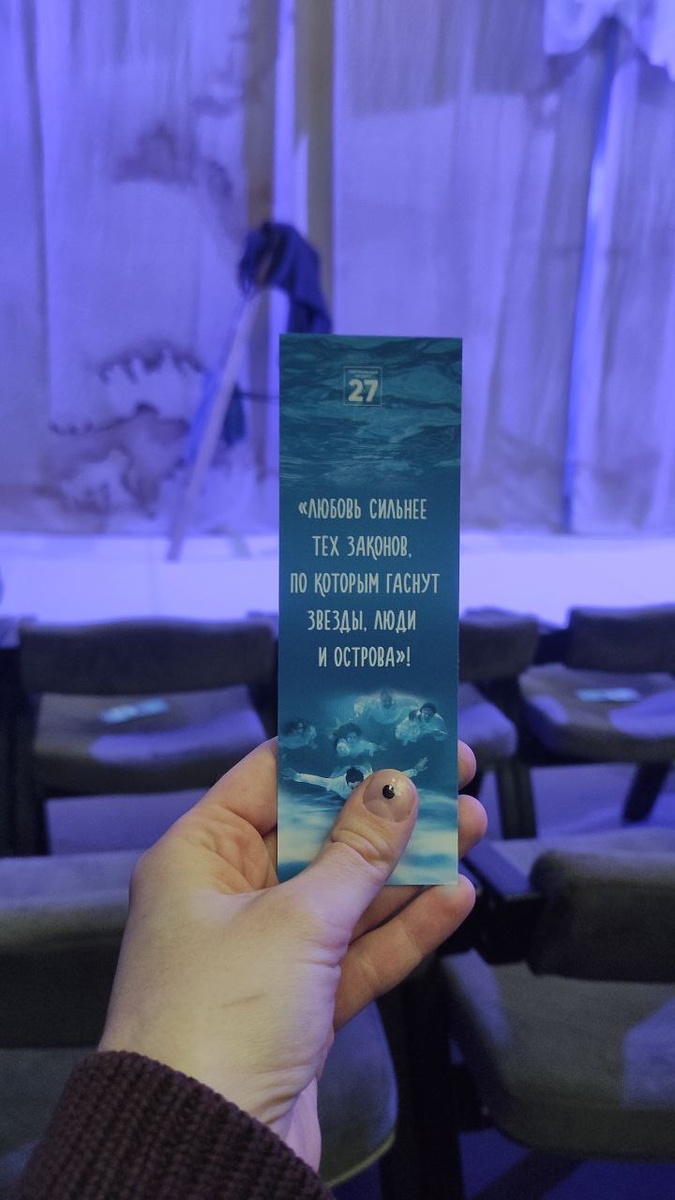 27
«ЛЮБОВЬ СИЛЬНЕЕ
ТЕХ ЗАКОНОВ,
ПО КОТОРЫМ ГАСНУТ
ЗВЕЗДЫ, ЛЮДИ
И ОСТРОВА»!